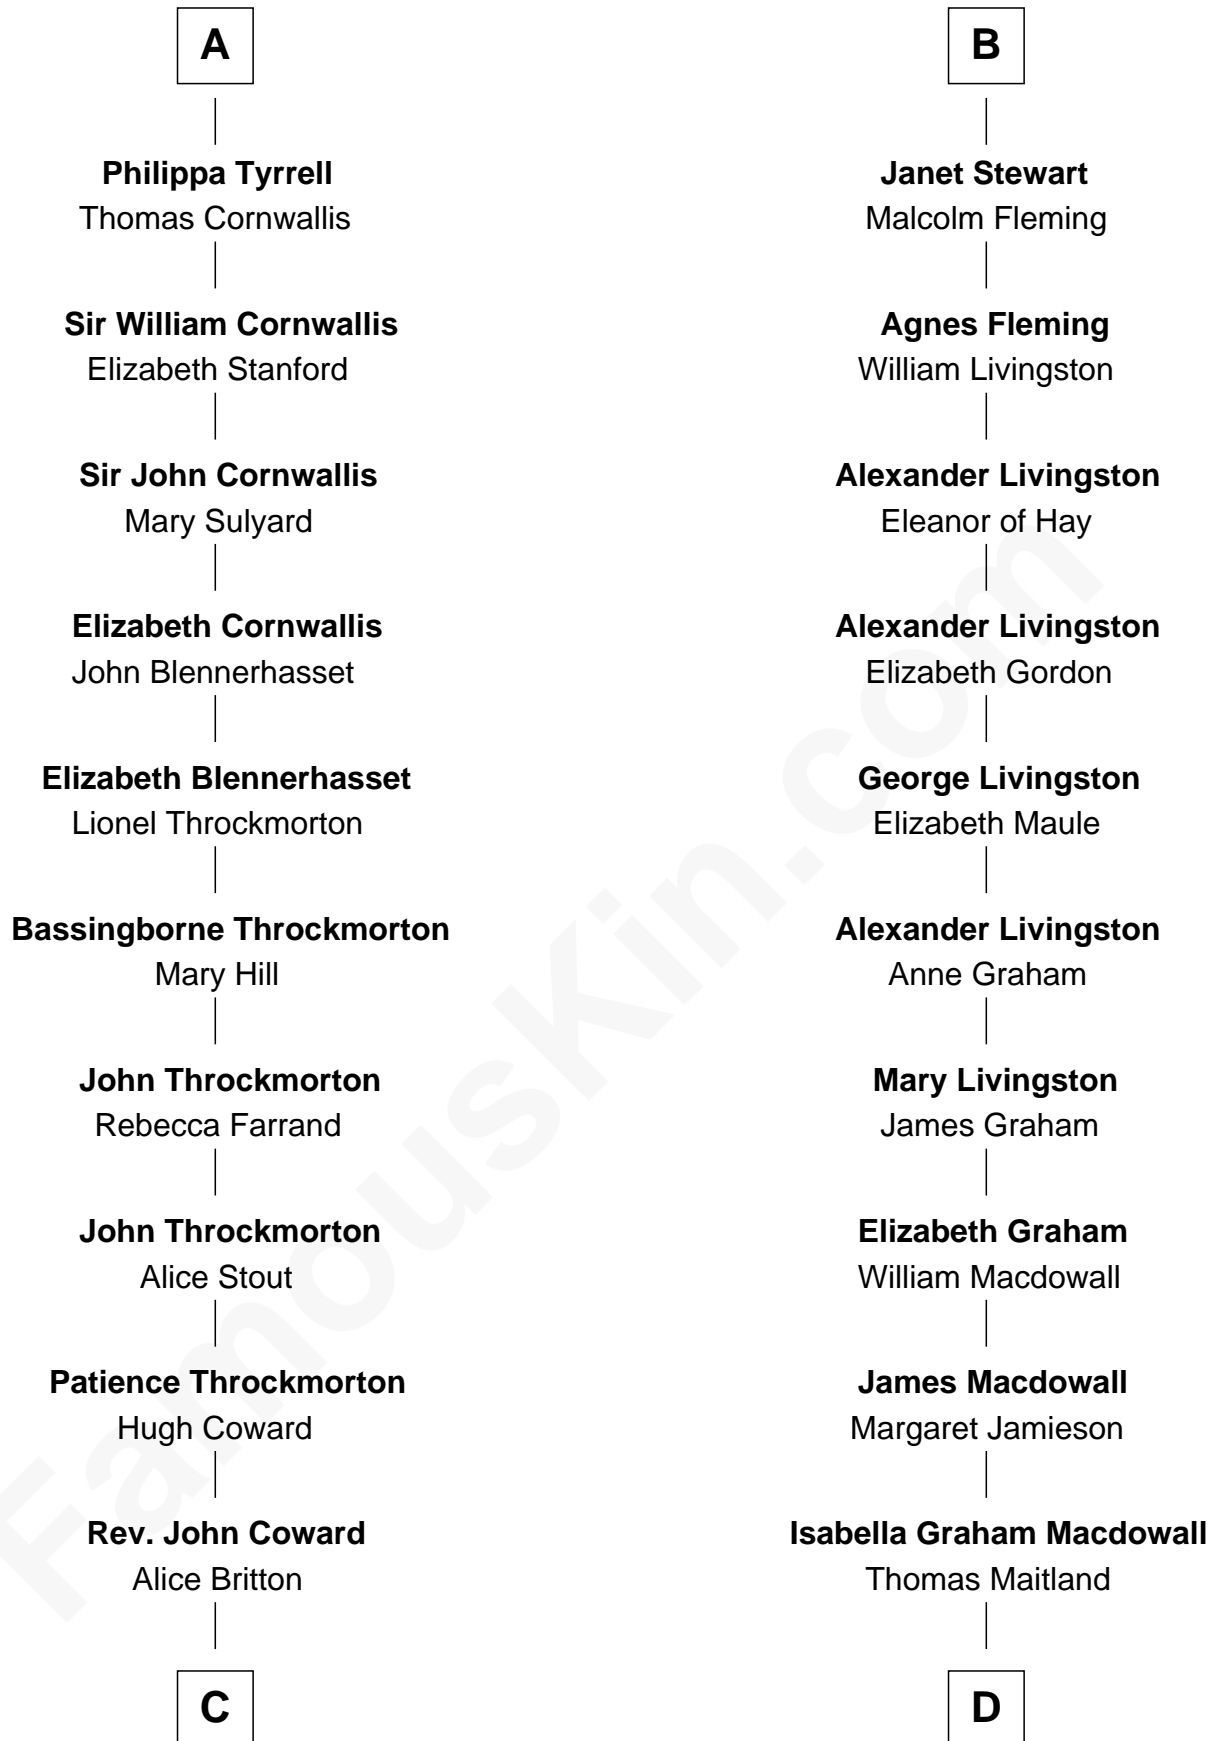 A
Philippa Tyrrell
Thomas Cornwallis
Sir William Cornwallis
Elizabeth Stanford
Sir John Cornwallis
Mary Sulyard
Elizabeth Cornwallis
John Blennerhasset
Elizabeth Blennerhasset
Lionel Throckmorton
Bassingborne Throckmorton
Mary Hill
John Throckmorton
Rebecca Farrand
John Throckmorton
Alice Stout
Patience Throckmorton
Hugh Coward
Rev. John Coward
Alice Britton
C
B
Janet Stewart
Malcolm Fleming
Agnes Fleming
William Livingston
Alexander Livingston
Eleanor of Hay
Alexander Livingston
Elizabeth Gordon
George Livingston
Elizabeth Maule
Alexander Livingston
Anne Graham
Mary Livingston
James Graham
Elizabeth Graham
William Macdowall
James Macdowall
Margaret Jamieson
Isabella Graham Macdowall
Thomas Maitland
D
FamousKin.com